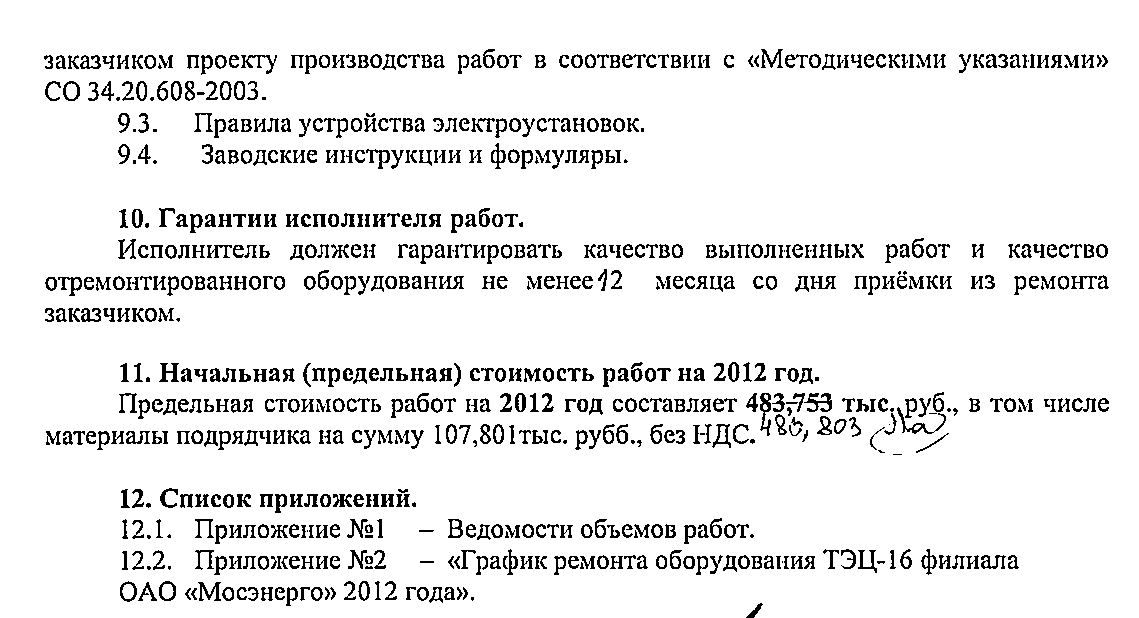 заказчиком проекту производства работ в соответствии с «Методическими указаниями»
СО 34.20.608-2003.
9.3. Правила устройства электроустановок.
9.4. Заводские инструкции и формуляры.
10. Гарантии исполнителя работ.
Исполнитель должен гарантировать качество выполненных работ и качество
отремонтированного оборудования не менее 12 месяца со дня приёмки из ремонта
заказчиком.
11. Начальная (предельная) стоимость работ на 2012 год.
Предельная стоимость работ на 2012 год составляет 483,753 тыс. руб., в том числе
материалы подрядчика на сумму 107,801тыс. рубб., без НДС. 480, 803
12. Список приложений.
12.1. Приложение №1 – Ведомости объемов работ.
12.2. Приложение №2 – «График ремонта оборудования ТЭЦ-16 филиала
ОАО «Мосэнерго» 2012 года».